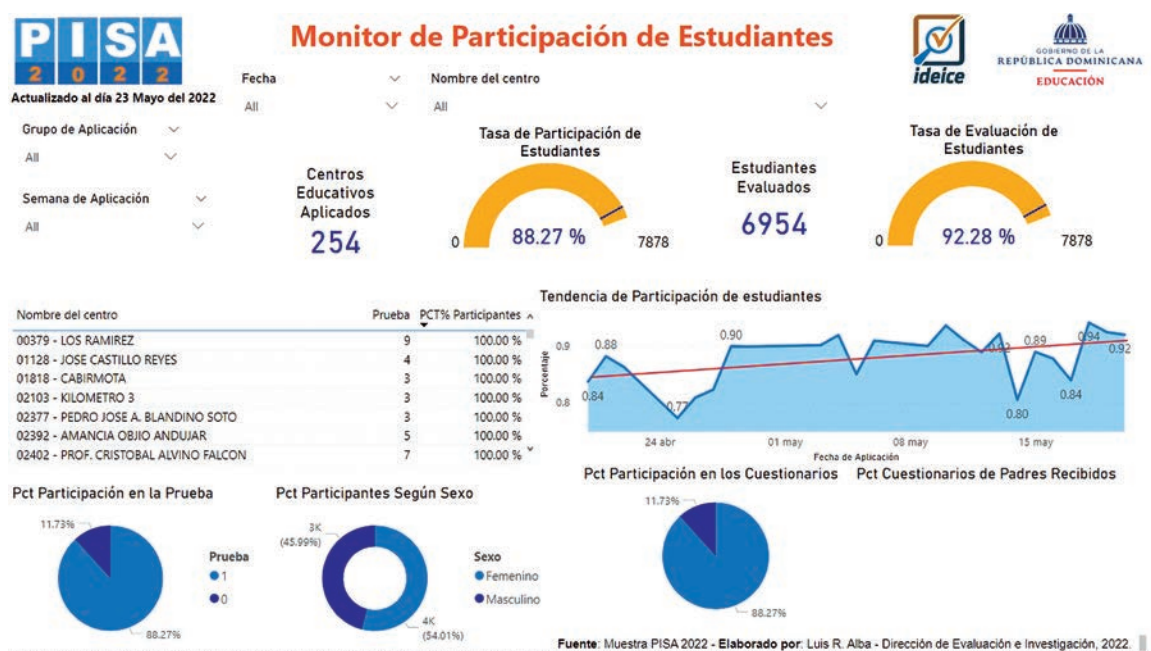 PISA
2022
Monitor de Participación de Estudiantes
ideice
GOBIERNO DE LA
REPÚBLICA DOMINICANA
EDUCACIÓN
Actualizado al día 23 Mayo del 2022
Fecha
All
Nombre del centro
All
Grupo de Aplicación
All
Semana de Aplicación
All
Centros
Educativos
Aplicados
254
Tasa de Participación de
Estudiantes
0
88.27 %
7878
Estudiantes
Evaluados
6954
Tasa de Evaluación de
Estudiantes
0
92.28 %
7878
Nombre del centro Prueba PCT% Participantes
00379 - LOS RAMIREZ 9 100.00 %
01128 - JOSE CASTILLO REYES 4 100.00 %
01818 - CABIRMOTA 3 100.00 %
02103 - KILOMETRO 3 3 100.00 %
02377 - PEDRO JOSE A. BLANDINO SOTO 3 100.00 %
02392 - AMANCIA OBJIO ANDUJAR 5 100.00 %
02402 - PROF. CRISTOBAL ALVINO FALCON 7 100.00 %
Tendencia de Participación de estudiantes
Porcentaje
0.9
0.8
0.84
0.88
0.77
0.90
0.92
0.80
0.89
0.84
0.94
0.92
24 abr
01 may
08 may
15 may
Fecha de Aplicación
Pct Participación en la Prueba
11.73%
88.27%
Prueba
1
0
Pct Participantes Según Sexo
3K
(45.99%)
4K
(54.01%)
Sexo
Femenino
Masculino
Pct Participación en los Cuestionarios
11.73%
88.27%
Pct Cuestionarios de Padres Recibidos
Fuente: Muestra PISA 2022 - Elaborado por: Luis R. Alba - Dirección de Evaluación e Investigación, 2022.